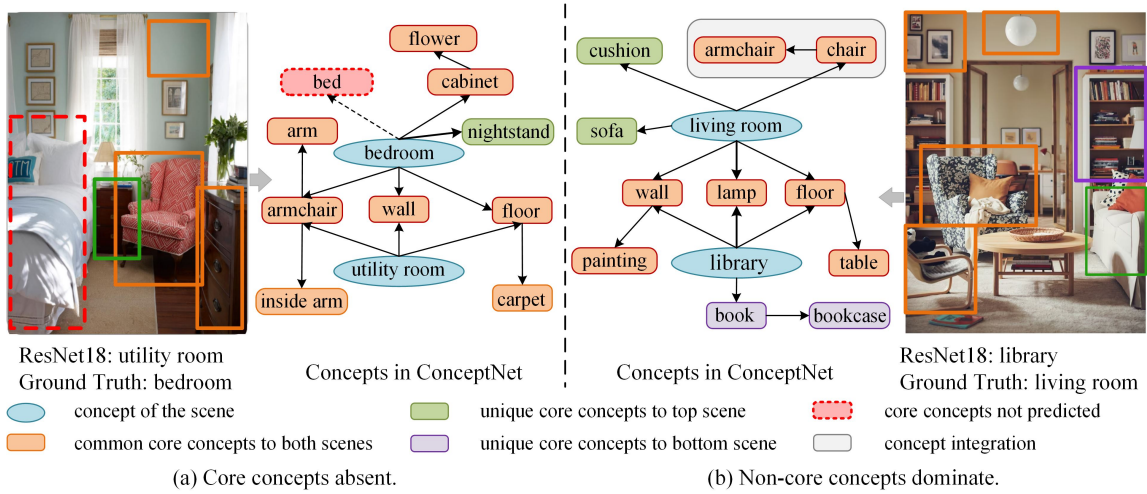 flower
bed
cabinet
arm
nightstand
bedroom
armchair
wall
floor
utility room
inside arm
carpet
ResNet18: utility room
Ground Truth: bedroom
Concepts in ConceptNet
cushion
armchair
chair
sofa
living room
wall
lamp
floor
painting
library
table
book
bookcase
Concepts in ConceptNet
ResNet18: library
Ground Truth: living room
concept of the scene
unique core concepts to top scene
core concepts not predicted
common core concepts to both scenes
unique core concepts to bottom scene
concept integration
(a) Core concepts absent.
(b) Non-core concepts dominate.